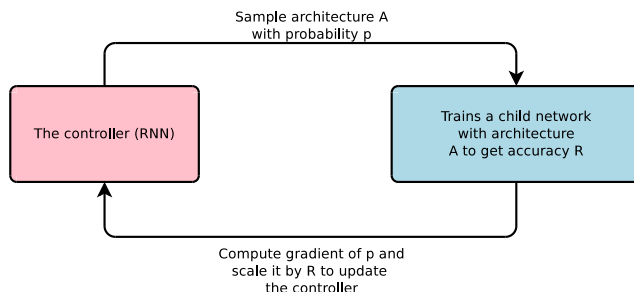 Sample architecture A
with probability p
The controller (RNN)
Trains a child network
with architecture
A to get accuracy R
Compute gradient of p and
scale it by R to update
the controller